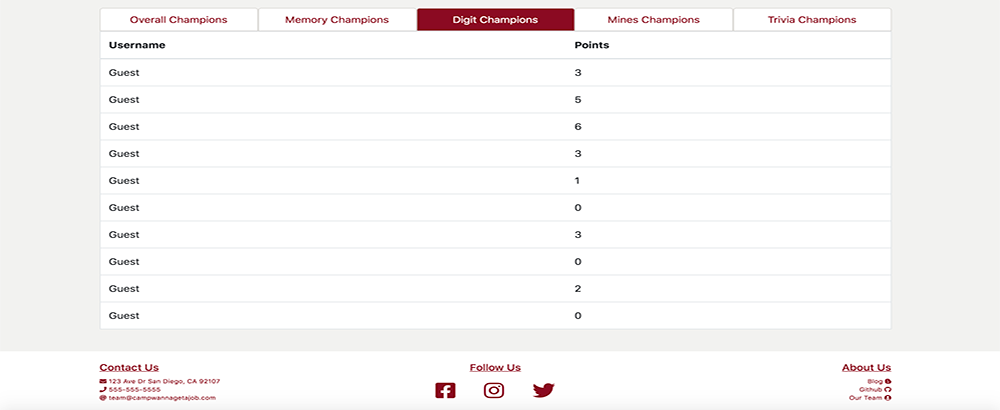 Overall Champions Memory Champions Digit Champions Mines Champions Trivia Champions
Username Points
Guest 3
Guest 5
Guest 6
Guest 3
Guest 1
Guest 0
Guest 3
Guest 0
Guest 2
Guest 0
Contact Us
123 Ave Dr San Diego, CA 92107
555-555-5555
team@campwannagetajob.com
Follow Us
About Us
Blog
Github
Our Team